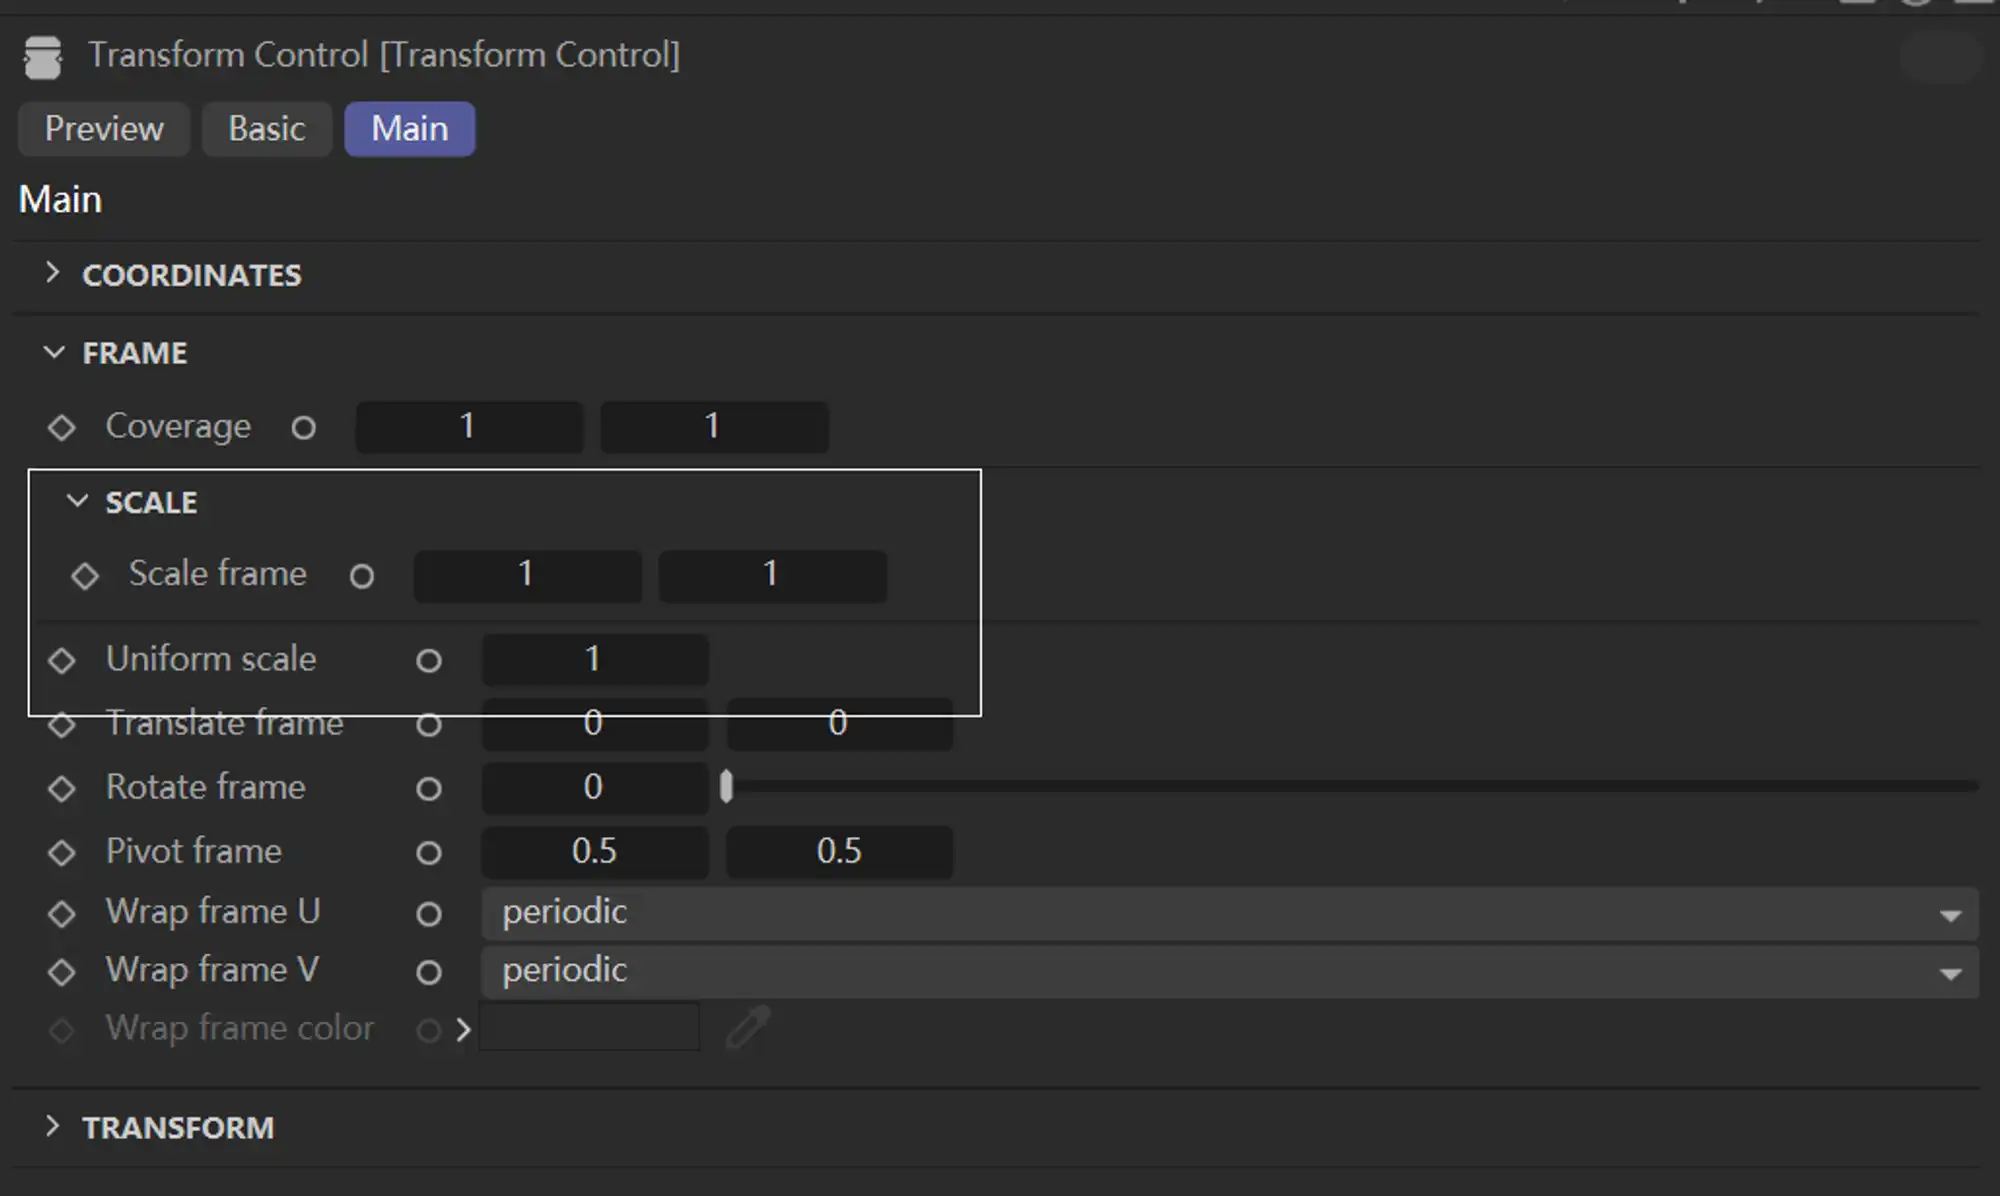 Transform Control [Transform Control]
Preview Basic Main
Main
COORDINATES
FRAME
Coverage 1 1
SCALE
Scale frame 1 1
Uniform scale 1
Translate frame 0 0
Rotate frame 0
Pivot frame 0.5 0.5
Wrap frame U periodic
Wrap frame V periodic
Wrap frame color
TRANSFORM